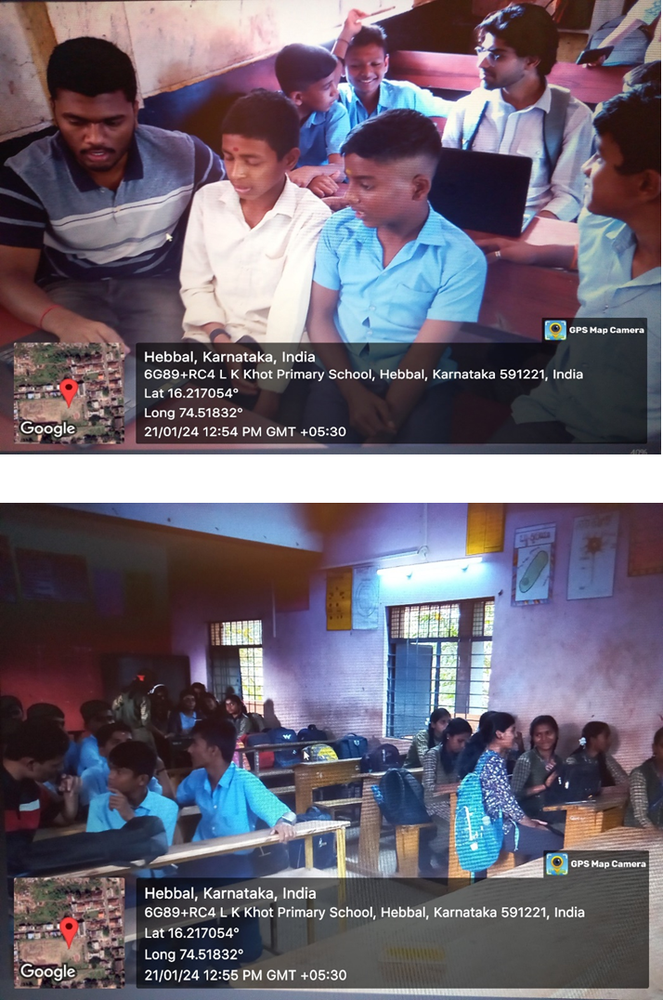 GPS Map Camera
Hebbal, Karnataka, India
6G89+RC4 L K Khot Primary School, Hebbal, Karnataka 591221, India
Lat 16.217054°
Long 74.51832°
21/01/24 12:54 PM GMT +05:30
Google
40%
GPS Map Camera
Hebbal, Karnataka, India
6G89+RC4 L K Khot Primary School, Hebbal, Karnataka 591221, India
Lat 16.217054°
Long 74.51832°
21/01/24 12:55 PM GMT +05:30
Google